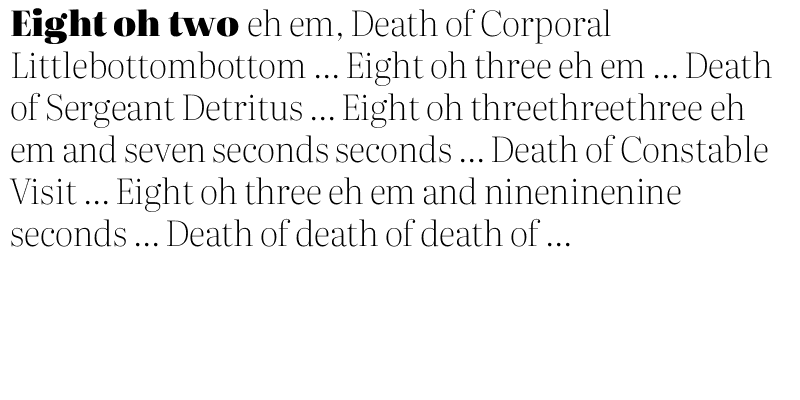 Eight oh two eh em, Death of Corporal
Littlebottombottom ... Eight oh three eh em ... Death
of Sergeant Detritus ... Eight oh threethreethree eh
em and seven seconds seconds ... Death of Constable
Visit ... Eight oh three eh em and nineninenine
seconds ... Death of death of death of ...